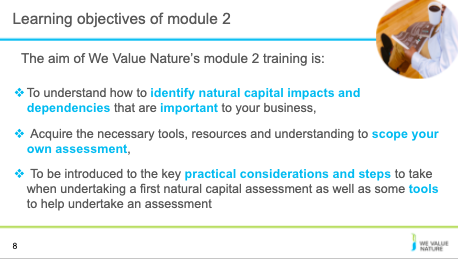 Learning objectives of module 2
The aim of We Value Nature's module 2 training is:
❖ To understand how to identify natural capital impacts and
dependencies that are important to your business,
❖ Acquire the necessary tools, resources and understanding to scope your
own assessment,
❖ To be introduced to the key practical considerations and steps to take
when undertaking a first natural capital assessment as well as some tools
to help undertake an assessment
8
WE VALUE
NATURE